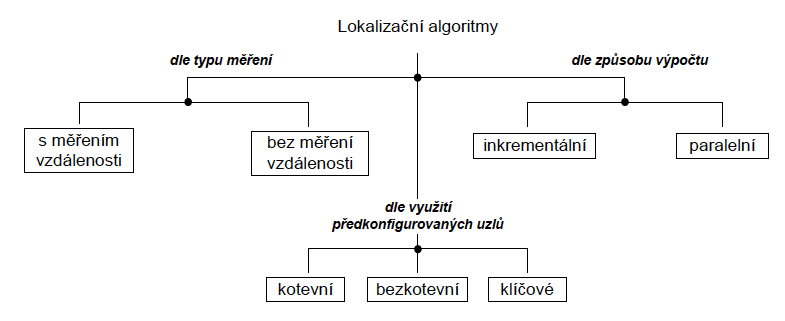 Lokalizační algoritmy
dle typu měření
dle způsobu výpočtu
s měřením
vzdálenosti
bez měření
vzdálenosti
inkrementální
paralelní
dle využití
předkonfigurovaných uzlů
kotevní
bezkotevní
klíčové